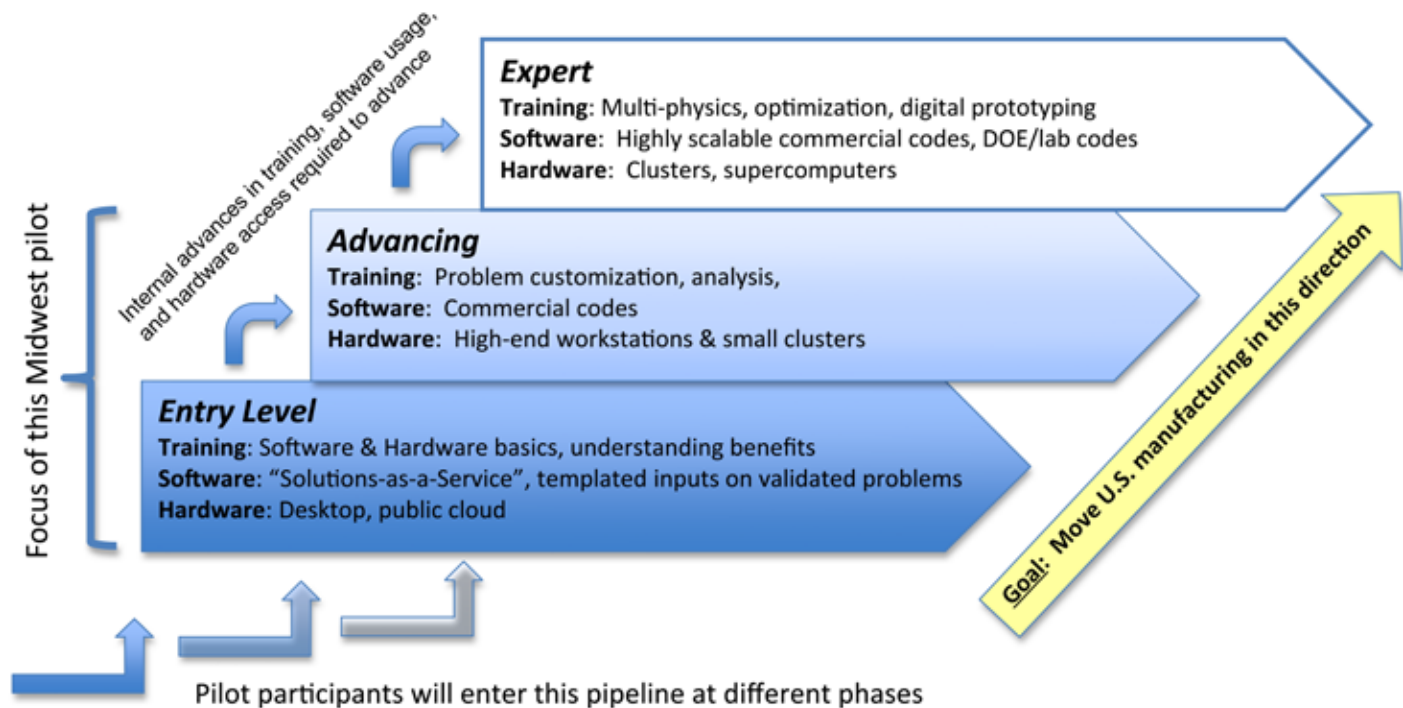 Internal advances in training, software usage,
and hardware access required to advance
Expert
Training: Multi-physics, optimization, digital prototyping
Software:  Highly scalable commercial codes, DOE/lab codes
Hardware:  Clusters, supercomputers
Advancing
Training:  Problem customization, analysis,
Software:  Commercial codes
Hardware:  High-end workstations & small clusters
Entry Level
Training: Software & Hardware basics, understanding benefits
Software: “Solutions-as-a-Service”, templated inputs on validated problems
Hardware: Desktop, public cloud
Focus of this Midwest pilot
Goal:  Move U.S. manufacturing in this direction
Pilot participants will enter this pipeline at different phases